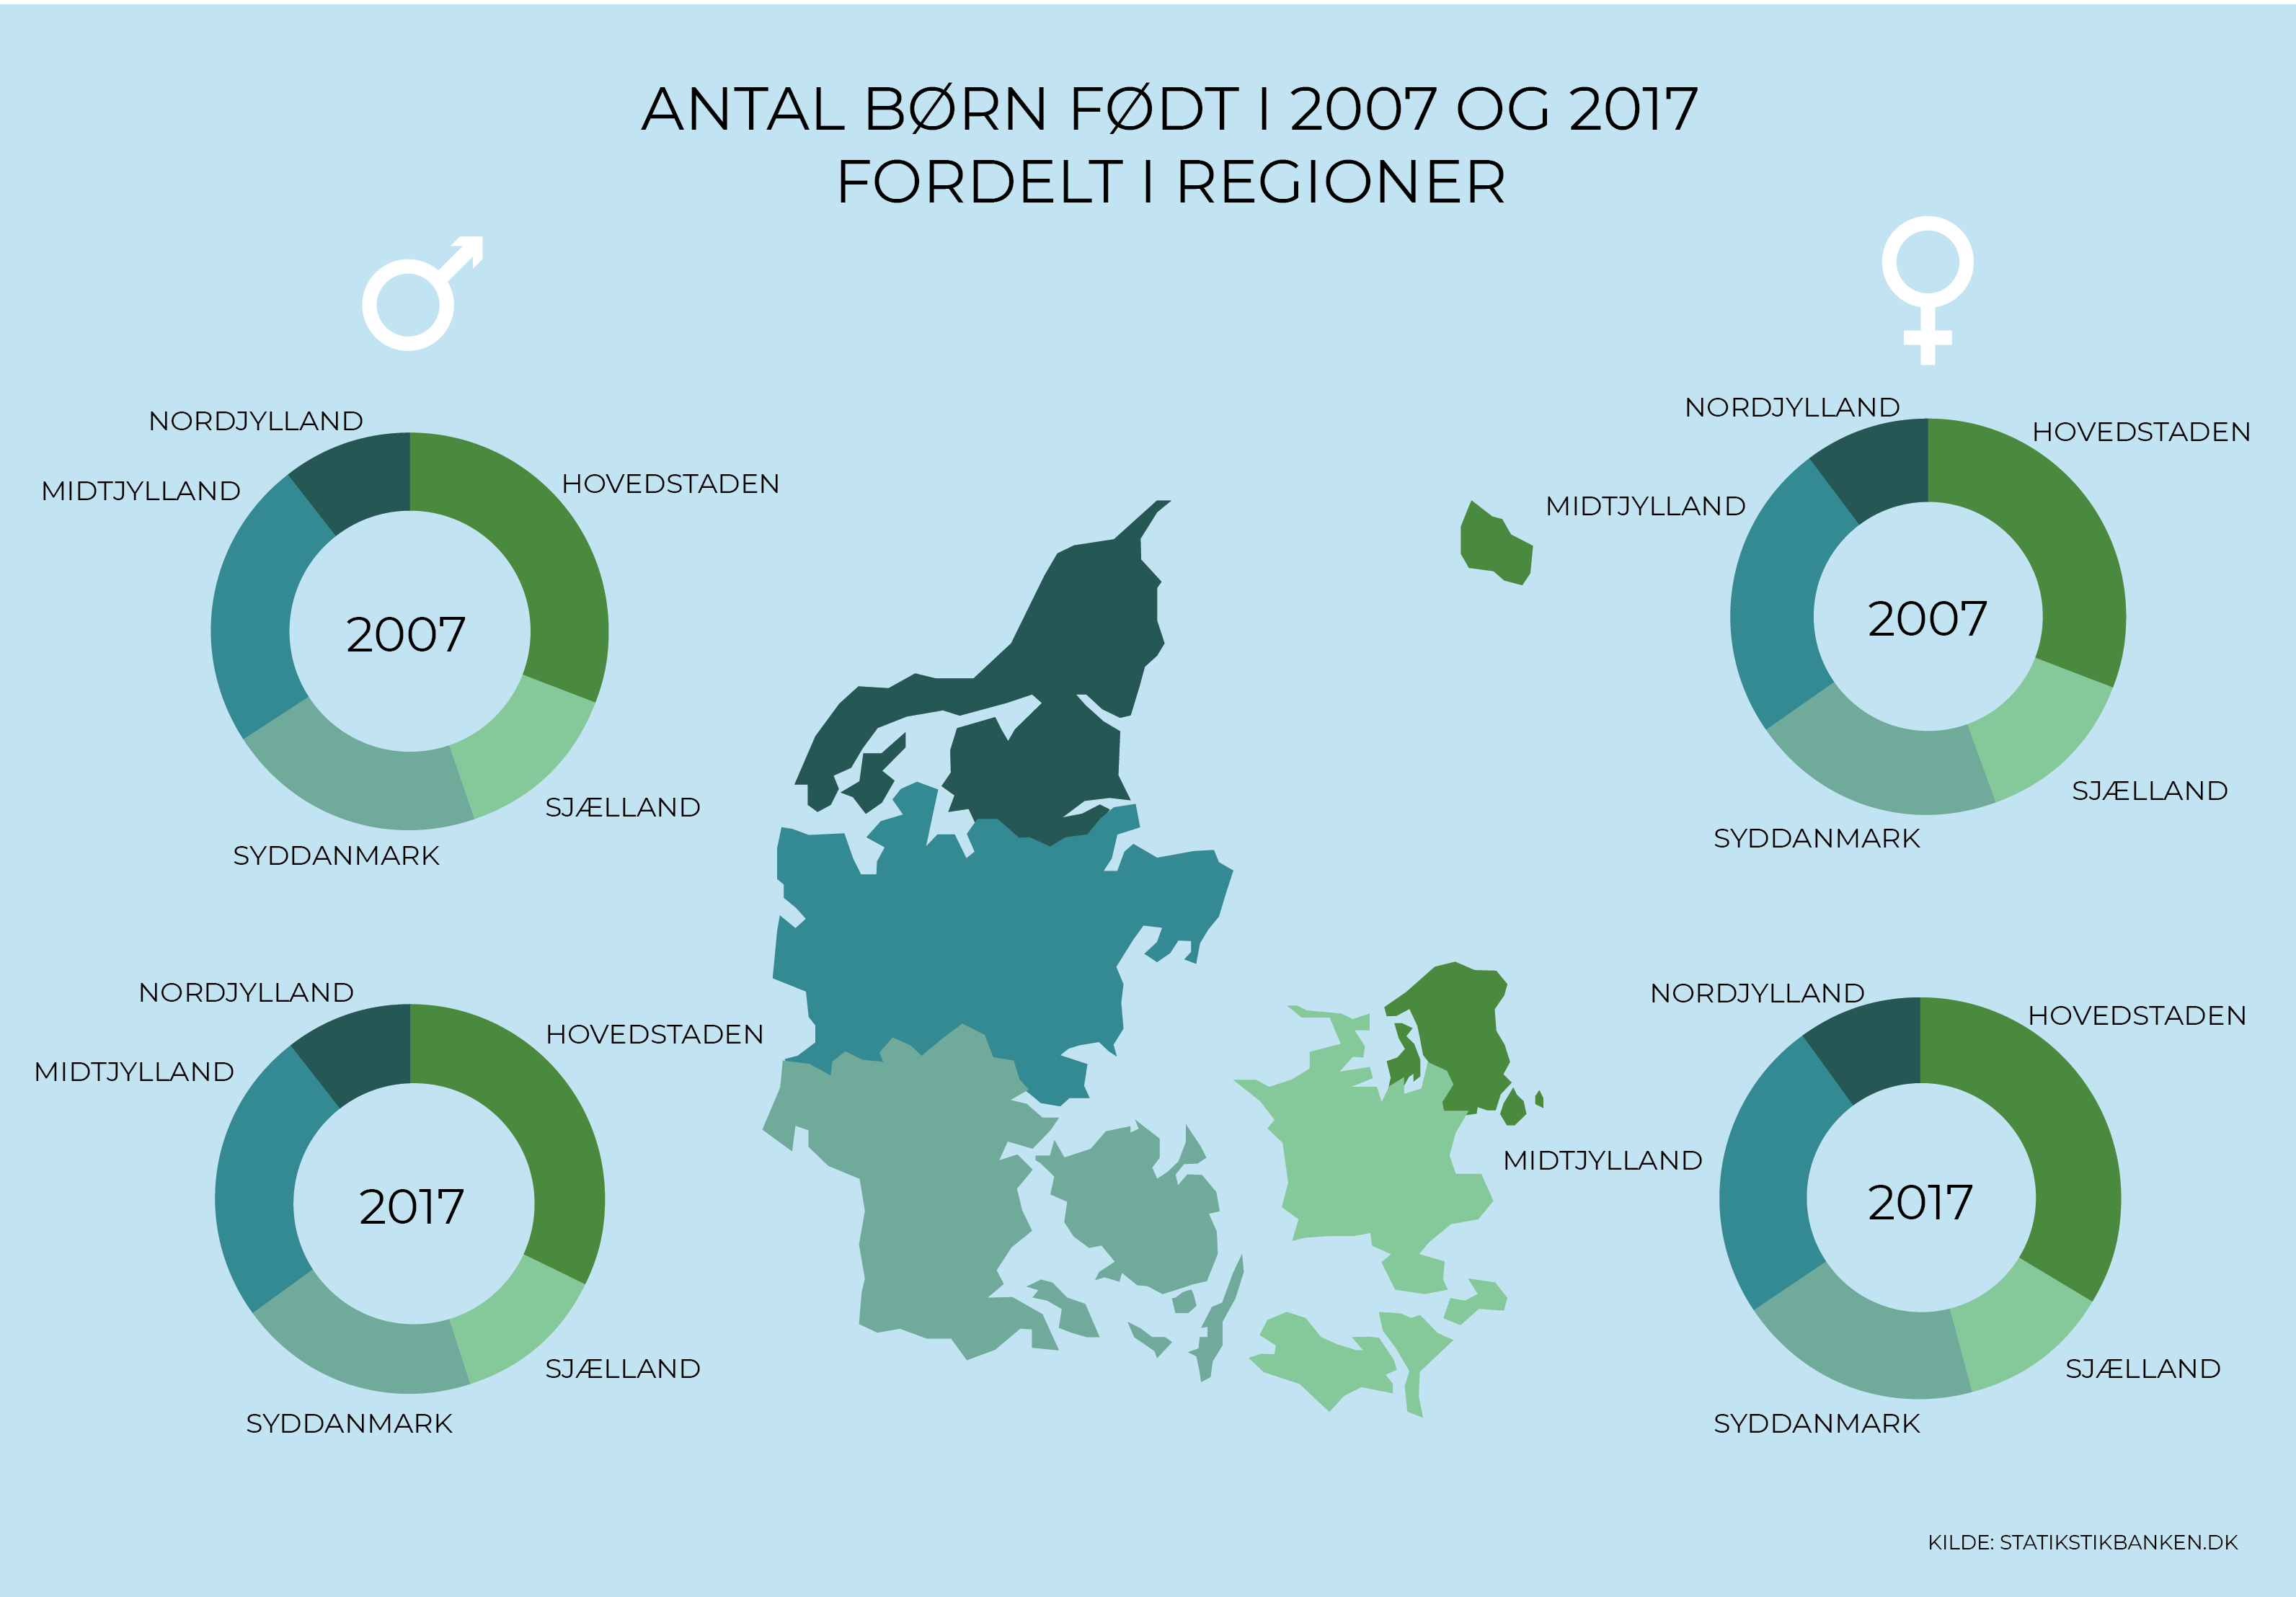 ANTAL BØRN FØDT I 2007 OG 2017
FORDELT I REGIONER
NORDJYLLAND
MIDTJYLLAND
HOVEDSTADEN
2007
SJÆLLAND
SYDDANMARK
NORDJYLLAND
HOVEDSTADEN
MIDTJYLLAND
2007
SJÆLLAND
SYDDANMARK
NORDJYLLAND
HOVEDSTADEN
MIDTJYLLAND
2017
SJÆLLAND
SYDDANMARK
NORDJYLLAND
HOVEDSTADEN
MIDTJYLLAND
2017
SJÆLLAND
SYDDANMARK
KILDE: STATIKSTIKBANKEN.DK